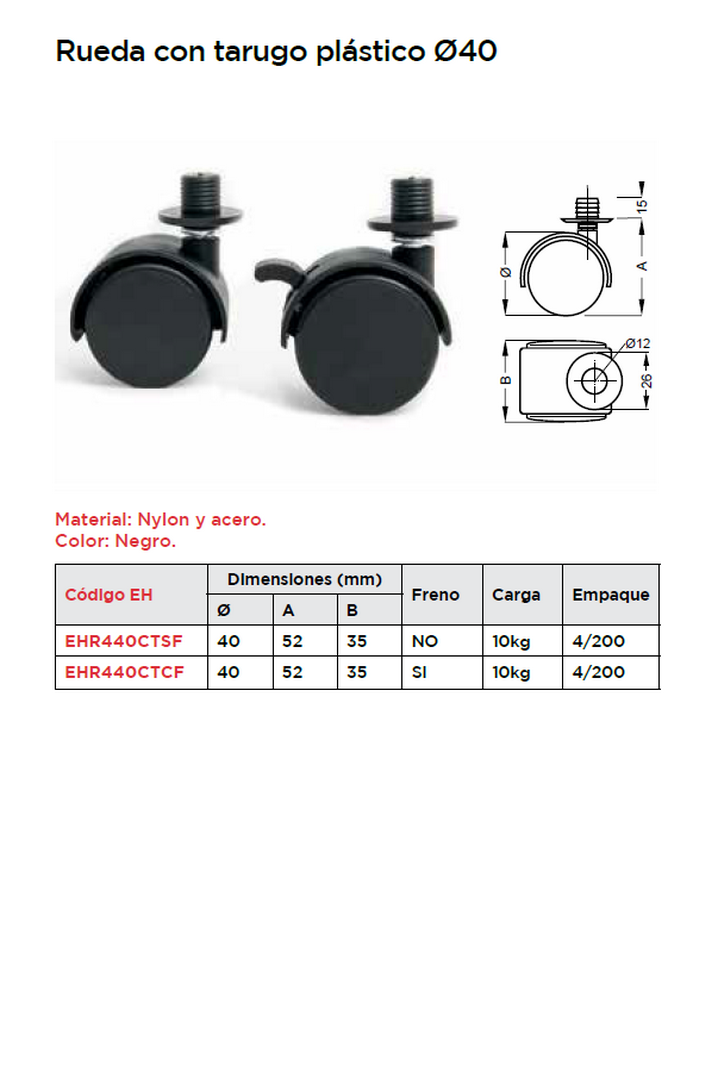 Rueda con tarugo plástico Ø40
15
Ø
A
Ø12
B
26
Material: Nylon y acero.
Color: Negro.
Código EH
Dimensiones (mm)
Freno
Carga
Empaque
Ø
A
B
EHR440CTSF 40 52 35 NO 10kg 4/200
EHR440CTCF 40 52 35 SI 10kg 4/200